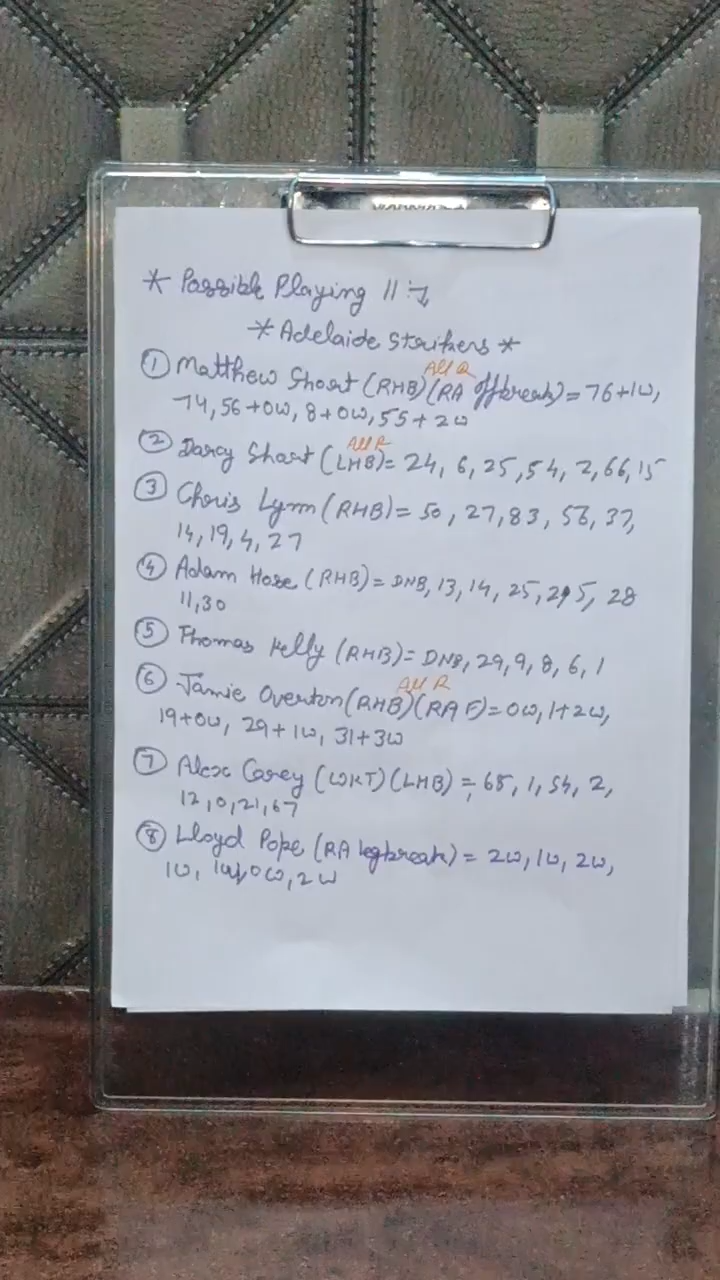 * Possible Playing 11 :-
* Adelaide Strikers *
① Matthew Short (RHB) (RA offbreak) = 76+1W,
All R
74, 56+0W, 8+0W, 55+2W
② Darcy Short (LHB) = 24, 6, 25, 54, 2, 66, 15
All R
③ Chris Lynn (RHB) = 50, 27, 83, 56, 37,
14, 19, 4, 27
④ Adam Hose (RHB) = DNB, 13, 14, 25, 5, 28
11, 30
⑤ Thomas Kelly (RHB) = DNB, 29, 9, 8, 6, 1
⑥ Jamie Overton (RHB) (RA F) = 0W, 1+2W,
All R
19+0W, 29+1W, 31+3W
⑦ Alex Carey (WKT) (LHB) = 68, 1, 54, 2,
12, 0, 21, 67
⑧ Lloyd Pope (RA legbreak) = 2W, 1W, 2W,
1W, 1W, 0W, 2W